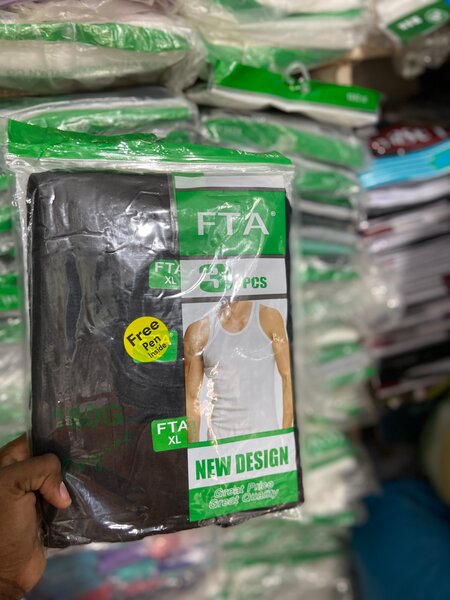 FTA®
FTA
XL
3 PCS
Free
Pen
Inside
FTA
XL
NEW DESIGN
Great Price
Great Quality